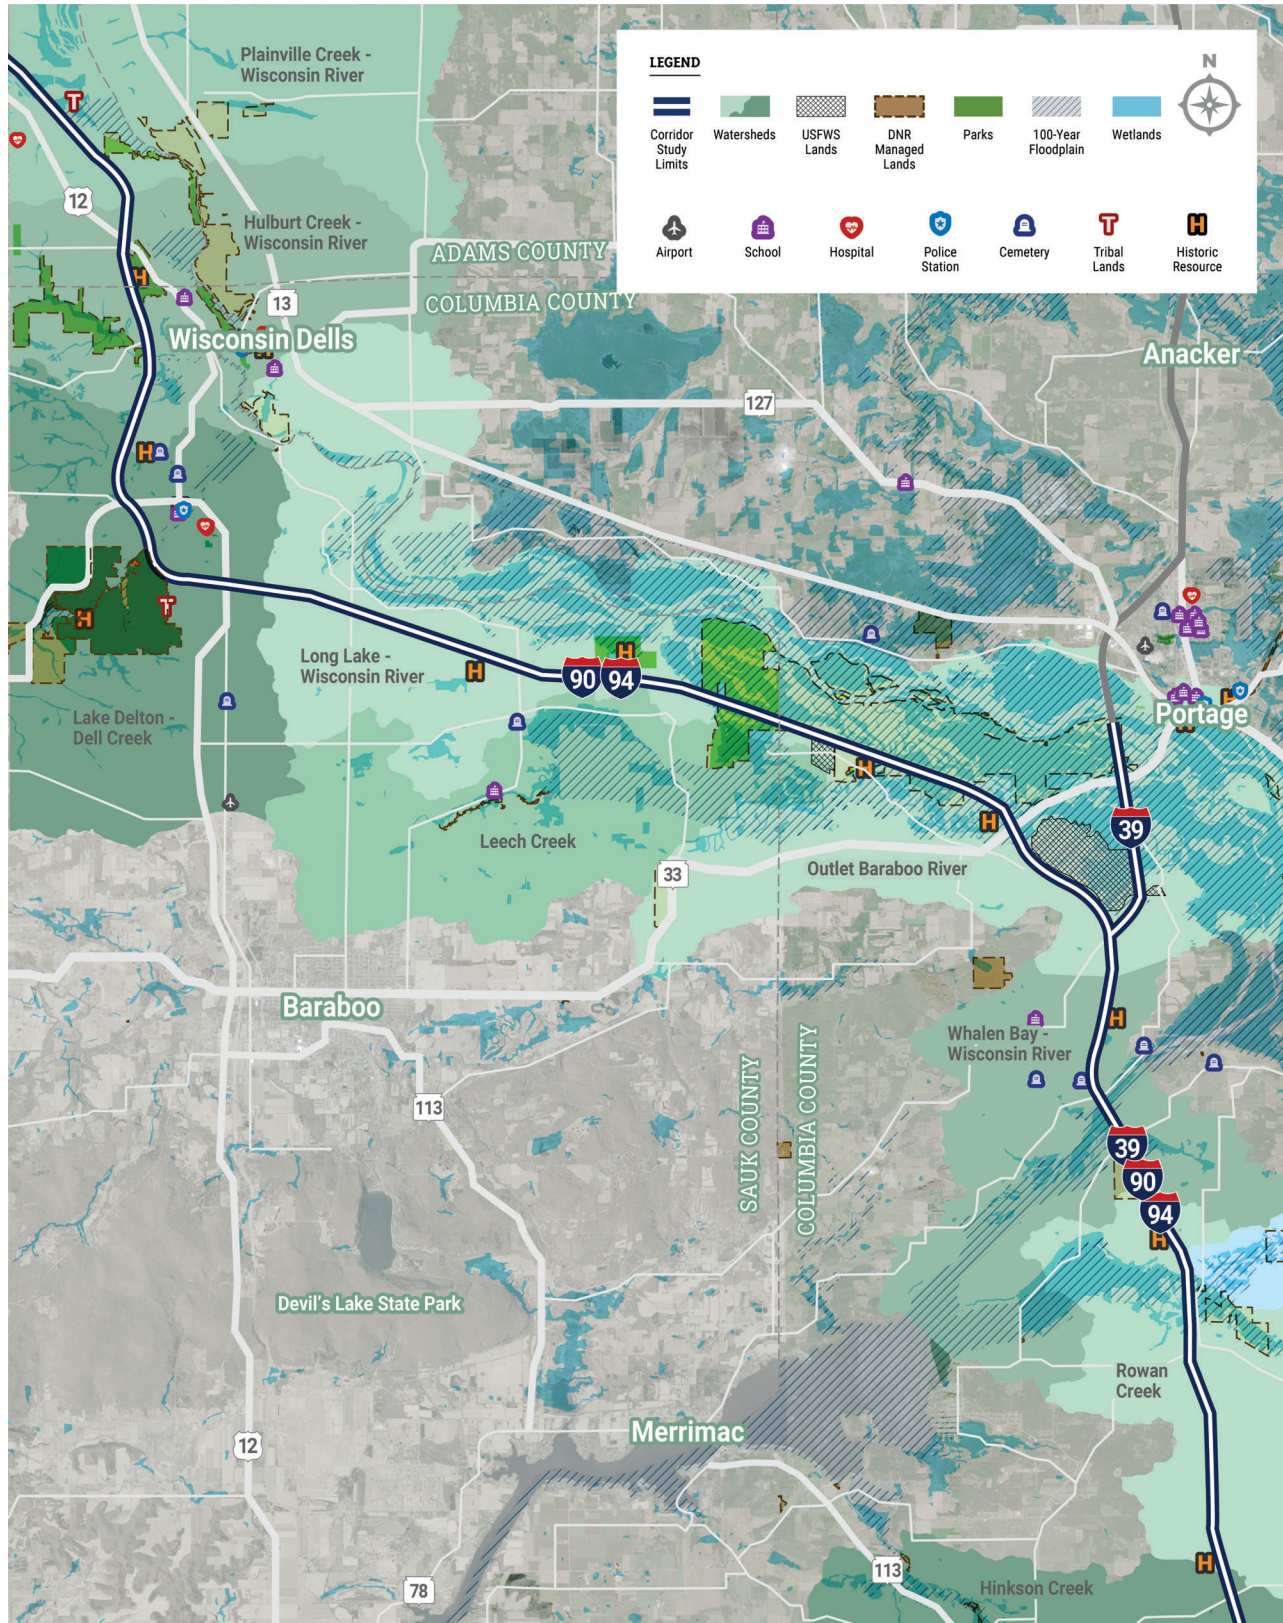 LEGEND
N
Corridor
Study
Limits
Watersheds
USFWS
Lands
DNR
Managed
Lands
Parks
100-Year
Floodplain
Wetlands
Airport
School
Hospital
Police
Station
Cemetery
Tribal
Lands
Historic
Resource
Plainville Creek -
Wisconsin River
T
12
Hulburt Creek -
Wisconsin River
ADAMS COUNTY
COLUMBIA COUNTY
H
13
Wisconsin Dells
H
Anacker
127
H
T
H
Long Lake -
Wisconsin River
H
H
90
94
Lake Delton -
Dell Creek
H
Portage
H
H
H
39
Leech Creek
33
Outlet Baraboo River
Baraboo
H
Whalen Bay -
Wisconsin River
SAUK COUNTY
COLUMBIA COUNTY
113
39
90
94
H
Devil's Lake State Park
Rowan
Creek
Merrimac
12
H
78
113
Hinkson Creek